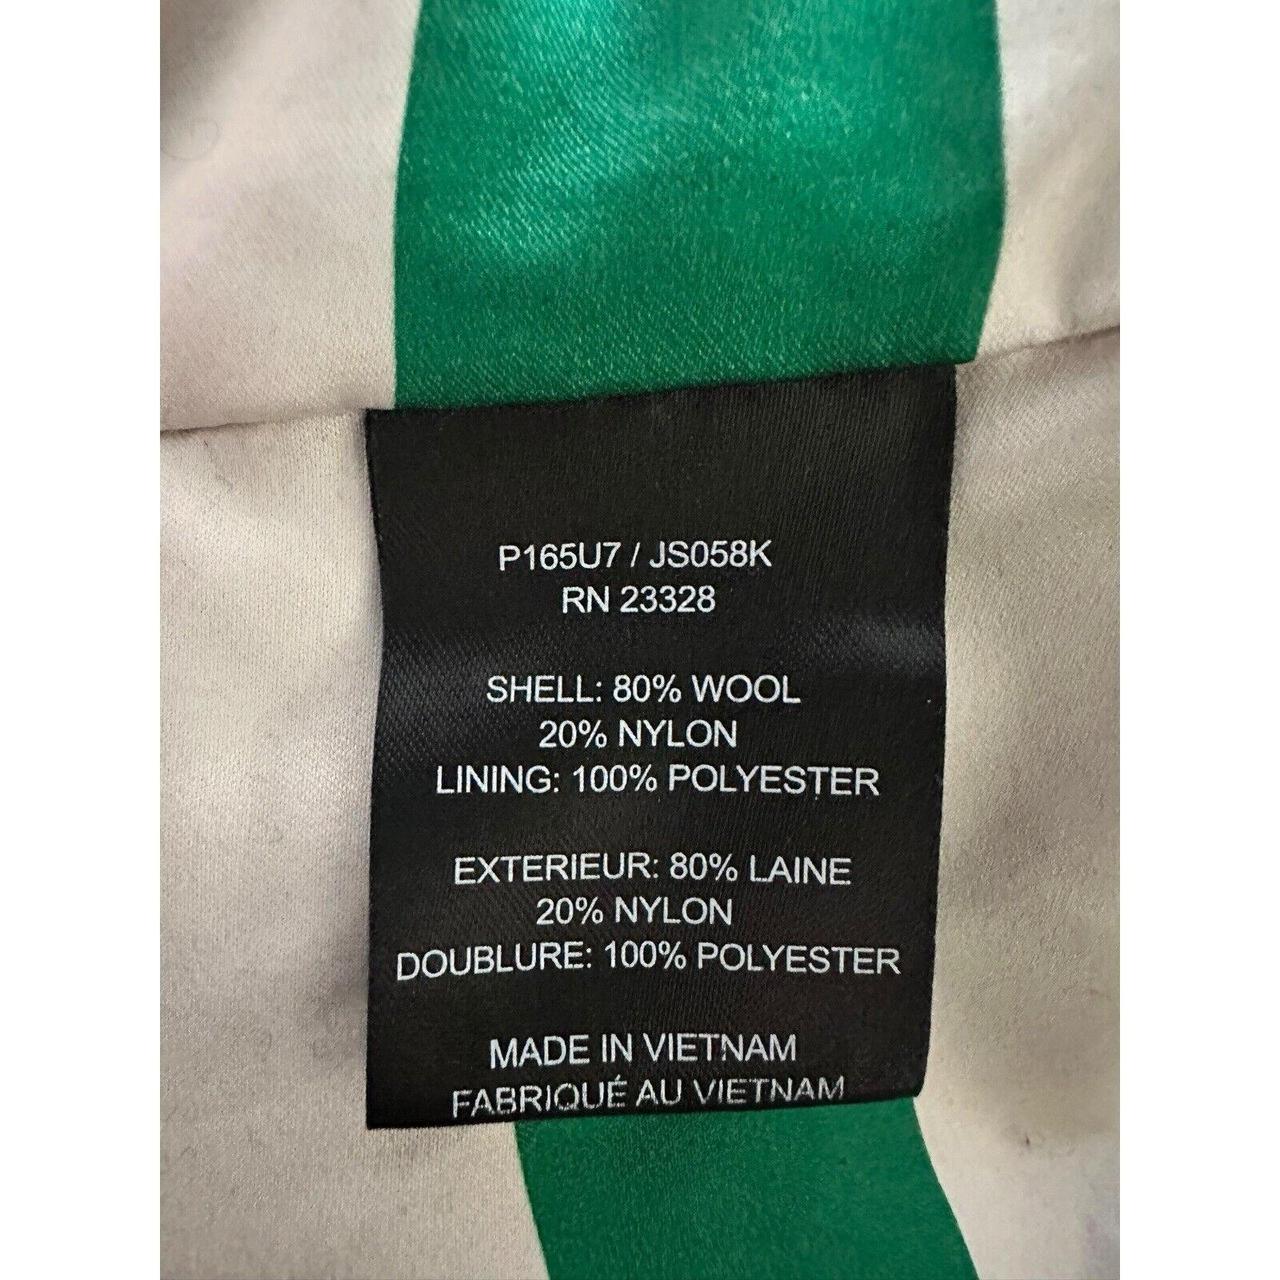 P165U7 / JS058K
RN 23328
SHELL: 80% WOOL
20% NYLON
LINING: 100% POLYESTER
EXTERIEUR: 80% LAINE
20% NYLON
DOUBLURE: 100% POLYESTER
MADE IN VIETNAM
FABRIQUÉ AU VIETNAM